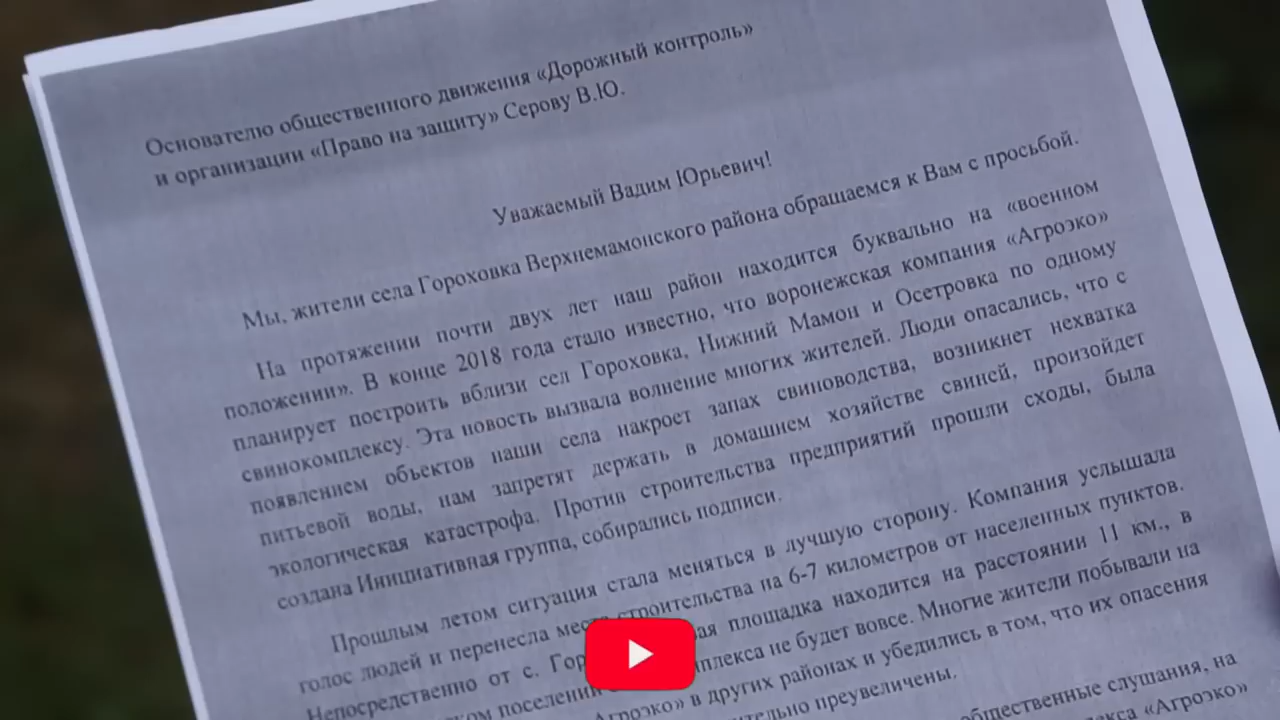 Основателю общественного движения «Дорожный контроль»
и организации «Право на защиту» Серову В.Ю.
Уважаемый Вадим Юрьевич!
Мы, жители села Гороховка Верхнемамонского района обращаемся к Вам с просьбой.
На протяжении почти двух лет наш район находится буквально на «военном
положении». В конце 2018 года стало известно, что воронежская компания «Агроэко»
планирует построить вблизи сел Гороховка, Нижний Мамон и Осетровка по одному
свинокомплексу. Эта новость вызвала волнение многих жителей. Люди опасались, что с
появлением объектов наши села накроет запах свиноводства, возникнет нехватка
питьевой воды, нам запретят держать в домашнем хозяйстве свиней, произойдет
экологическая катастрофа. Против строительства предприятий прошли сходы, была
создана Инициативная группа, собирались подписи.
Прошлым летом ситуация стала меняться в лучшую сторону. Компания услышала
голос людей и перенесла места строительства на 6-7 километров от населенных пунктов.
Непосредственно от с. площадка находится на расстоянии 11 км., в
поселении не будет вовсе. Многие жители побывали на
«Агроэко» в других районах и убедились в том, что их опасения
преувеличены.
общественные слушания, на
«Агроэко»